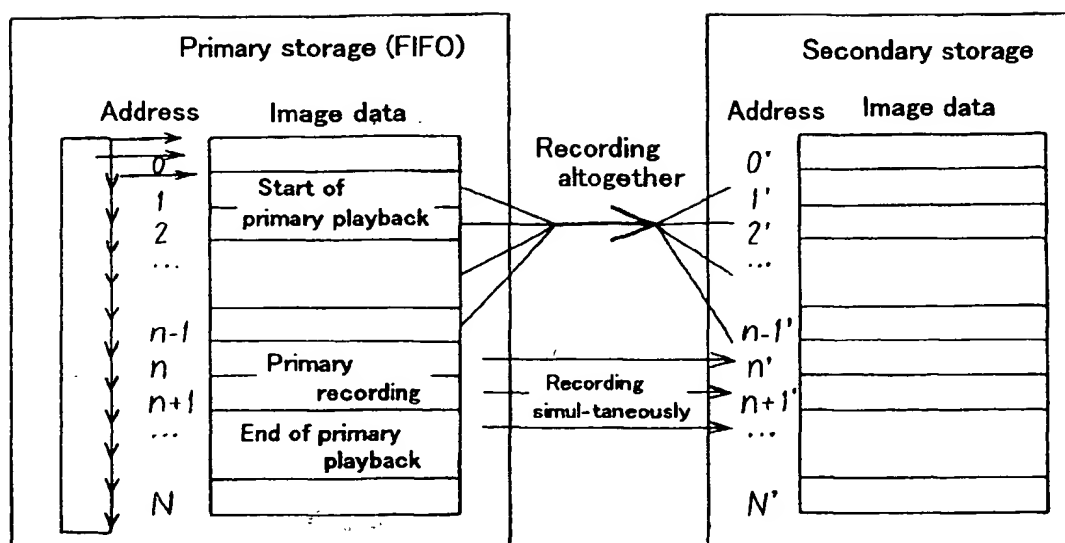 Primary storage (FIFO)
Address
Image data
0
1
2
...
n-1
n
n+1
...
N
Start of
primary playback
Primary
recording
End of primary
playback
Recording
altogether
Recording
simul-taneously
Secondary storage
Address
Image data
0'
1'
2'
...
n-1'
n'
n+1'
...
N'